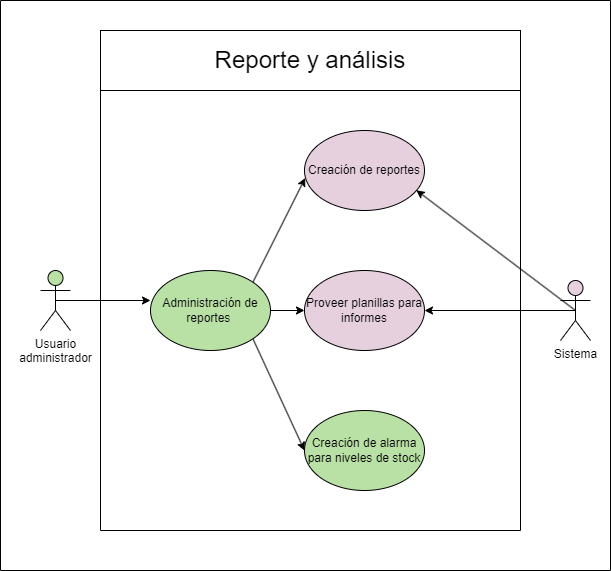 Reporte y análisis
Creación de reportes
Administración de
reportes
Proveer planillas para
informes
Creación de alarma
para niveles de stock
Usuario
administrador
Sistema